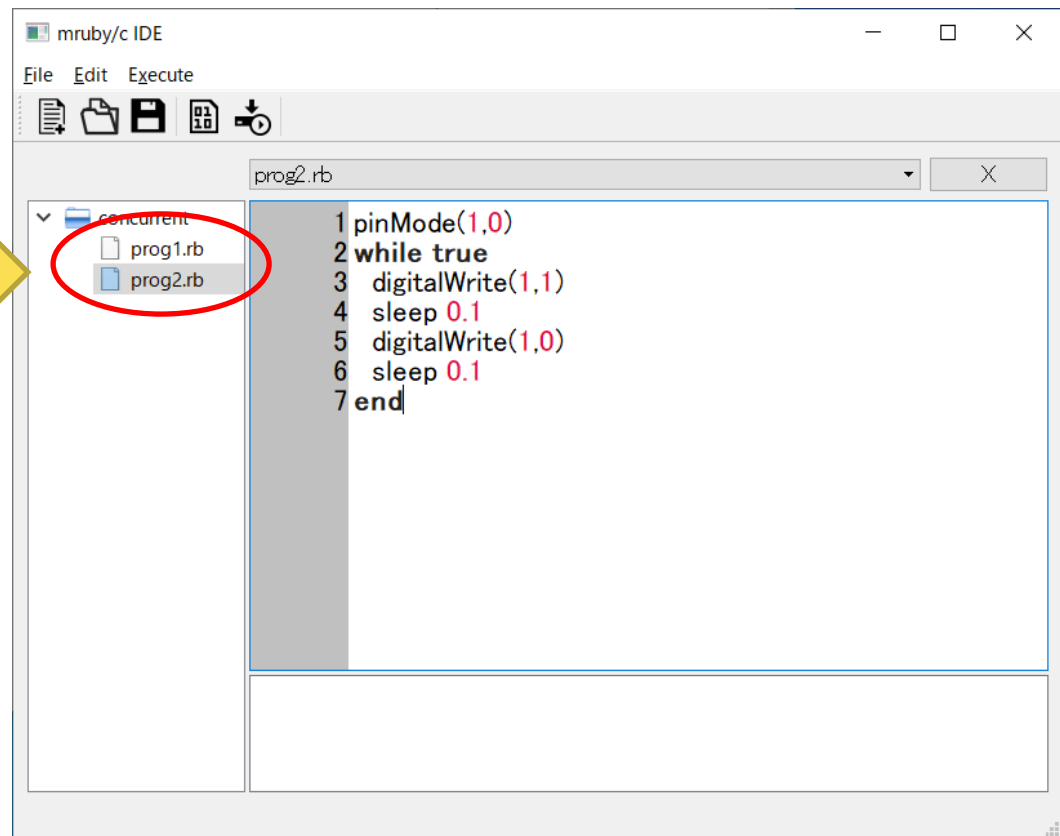 mruby/c IDE
File Edit Execute
prog2.rb X
concurrent
prog1.rb
prog2.rb
1 pinMode(1,0)
2 while true
3 digitalWrite(1,1)
4 sleep 0.1
5 digitalWrite(1,0)
6 sleep 0.1
7 end